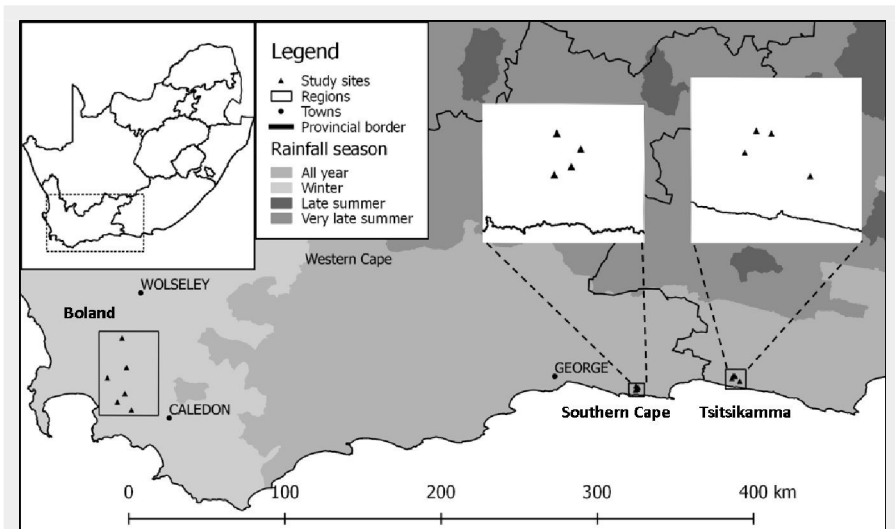 Legend
Study sites
Regions
Towns
Provincial border
Rainfall season
All year
Winter
Late summer
Very late summer
Western Cape
WOLSELEY
Boland
GEORGE
CALEDON
Southern Cape
Tsitsikamma
0 100 200 300 400 km